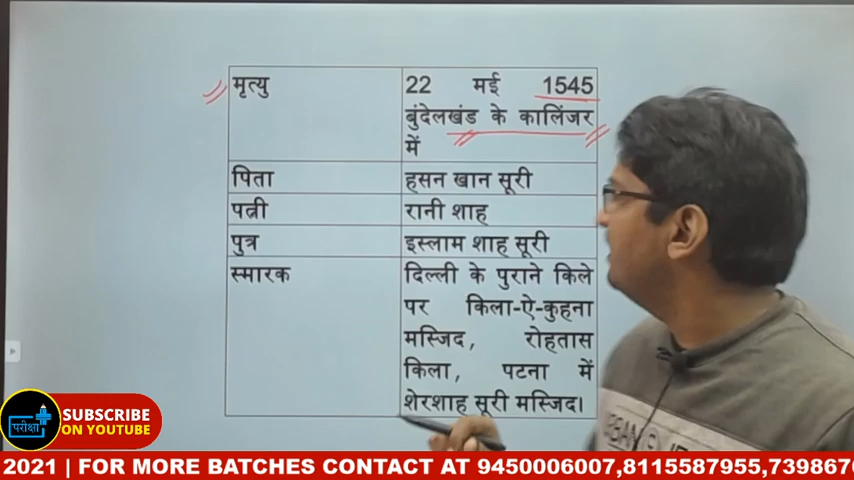 मृत्यु
22 मई 1545
बुंदेलखंड के कालिंजर
में
पिता
हसन खान सूरी
पत्नी
रानी शाह
पुत्र
इस्लाम शाह सूरी
स्मारक
दिल्ली के पुराने किले
पर किला-ऐ-कुहना
मस्जिद, रोहतास
किला, पटना में
शेरशाह सूरी मस्जिद।
परीक्षा
SUBSCRIBE
ON YOUTUBE
2021 | FOR MORE BATCHES CONTACT AT 9450006007,8115587955,739867